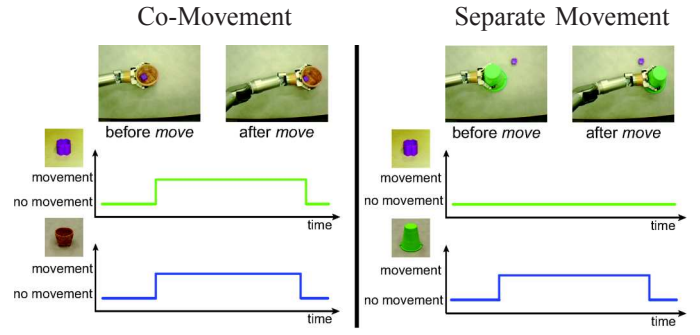 Co-Movement
before move
after move
movement
no movement
time
movement
no movement
time
Separate Movement
before move
after move
movement
no movement
time
movement
no movement
time